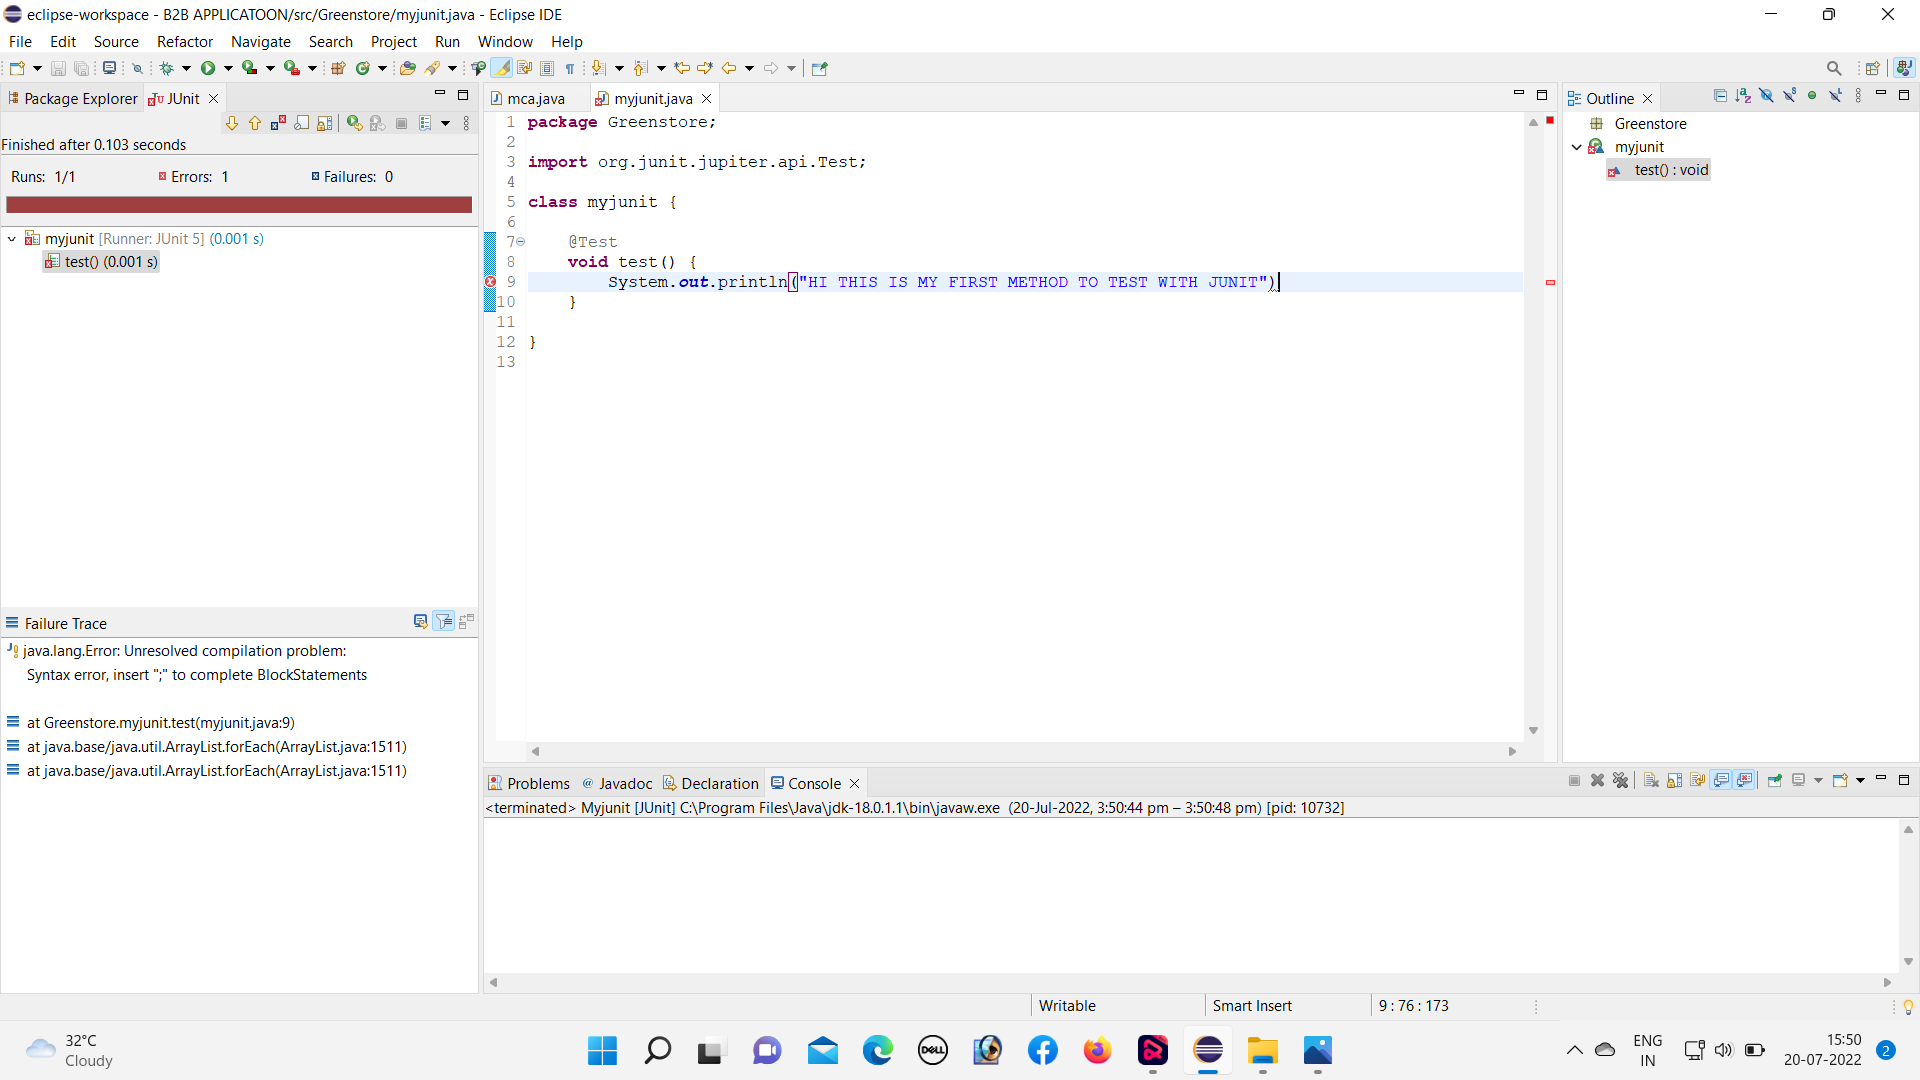 eclipse-workspace - B2B APPLICATOON/src/Greenstore/myjunit.java - Eclipse IDE
File Edit Source Refactor Navigate Search Project Run Window Help
Package Explorer JUnit
Finished after 0.103 seconds
Runs: 1/1 Errors: 1 Failures: 0
myjunit [Runner: JUnit 5] (0.001 s)
test() (0.001 s)
Failure Trace
java.lang.Error: Unresolved compilation problem:
Syntax error, insert ";" to complete BlockStatements
at Greenstore.myjunit.test(myjunit.java:9)
at java.base/java.util.ArrayList.forEach(ArrayList.java:1511)
at java.base/java.util.ArrayList.forEach(ArrayList.java:1511)
mca.java myjunit.java
1 package Greenstore;
2
3 import org.junit.jupiter.api.Test;
4
5 class myjunit {
6
7 @Test
8 void test() {
9 System.out.println("HI THIS IS MY FIRST METHOD TO TEST WITH JUNIT")
10 }
11
12 }
13
Outline
Greenstore
myjunit
test() : void
Problems Javadoc Declaration Console
<terminated> Myjunit [JUnit] C:\Program Files\Java\jdk-18.0.1.1\bin\javaw.exe (20-Jul-2022, 3:50:44 pm – 3:50:48 pm) [pid: 10732]
Writable Smart Insert 9 : 76 : 173
32°C
Cloudy
DELL
ENG
IN
15:50
20-07-2022
2